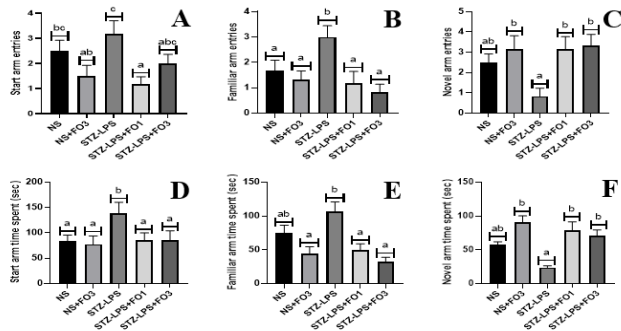 A
Start arm entries
4
3
2
1
0
bc
ab
c
a
abc
NS
NS+FO3
STZ-LPS
STZ-LPS+FO1
STZ-LPS+FO3
B
Familiar arm entries
4
3
2
1
0
a
a
b
a
a
NS
NS+FO3
STZ-LPS
STZ-LPS+FO1
STZ-LPS+FO3
C
Novel arm entries
5
4
3
2
1
0
ab
b
a
b
b
NS
NS+FO3
STZ-LPS
STZ-LPS+FO1
STZ-LPS+FO3
D
Start arm time spent (sec)
200
150
100
50
0
a
a
b
a
a
NS
NS+FO3
STZ-LPS
STZ-LPS+FO1
STZ-LPS+FO3
E
Familiar arm time spent (sec)
150
100
50
0
ab
a
b
a
a
NS
NS+FO3
STZ-LPS
STZ-LPS+FO1
STZ-LPS+FO3
F
Novel arm time spent (sec)
150
100
50
0
ab
b
a
b
b
NS
NS+FO3
STZ-LPS
STZ-LPS+FO1
STZ-LPS+FO3